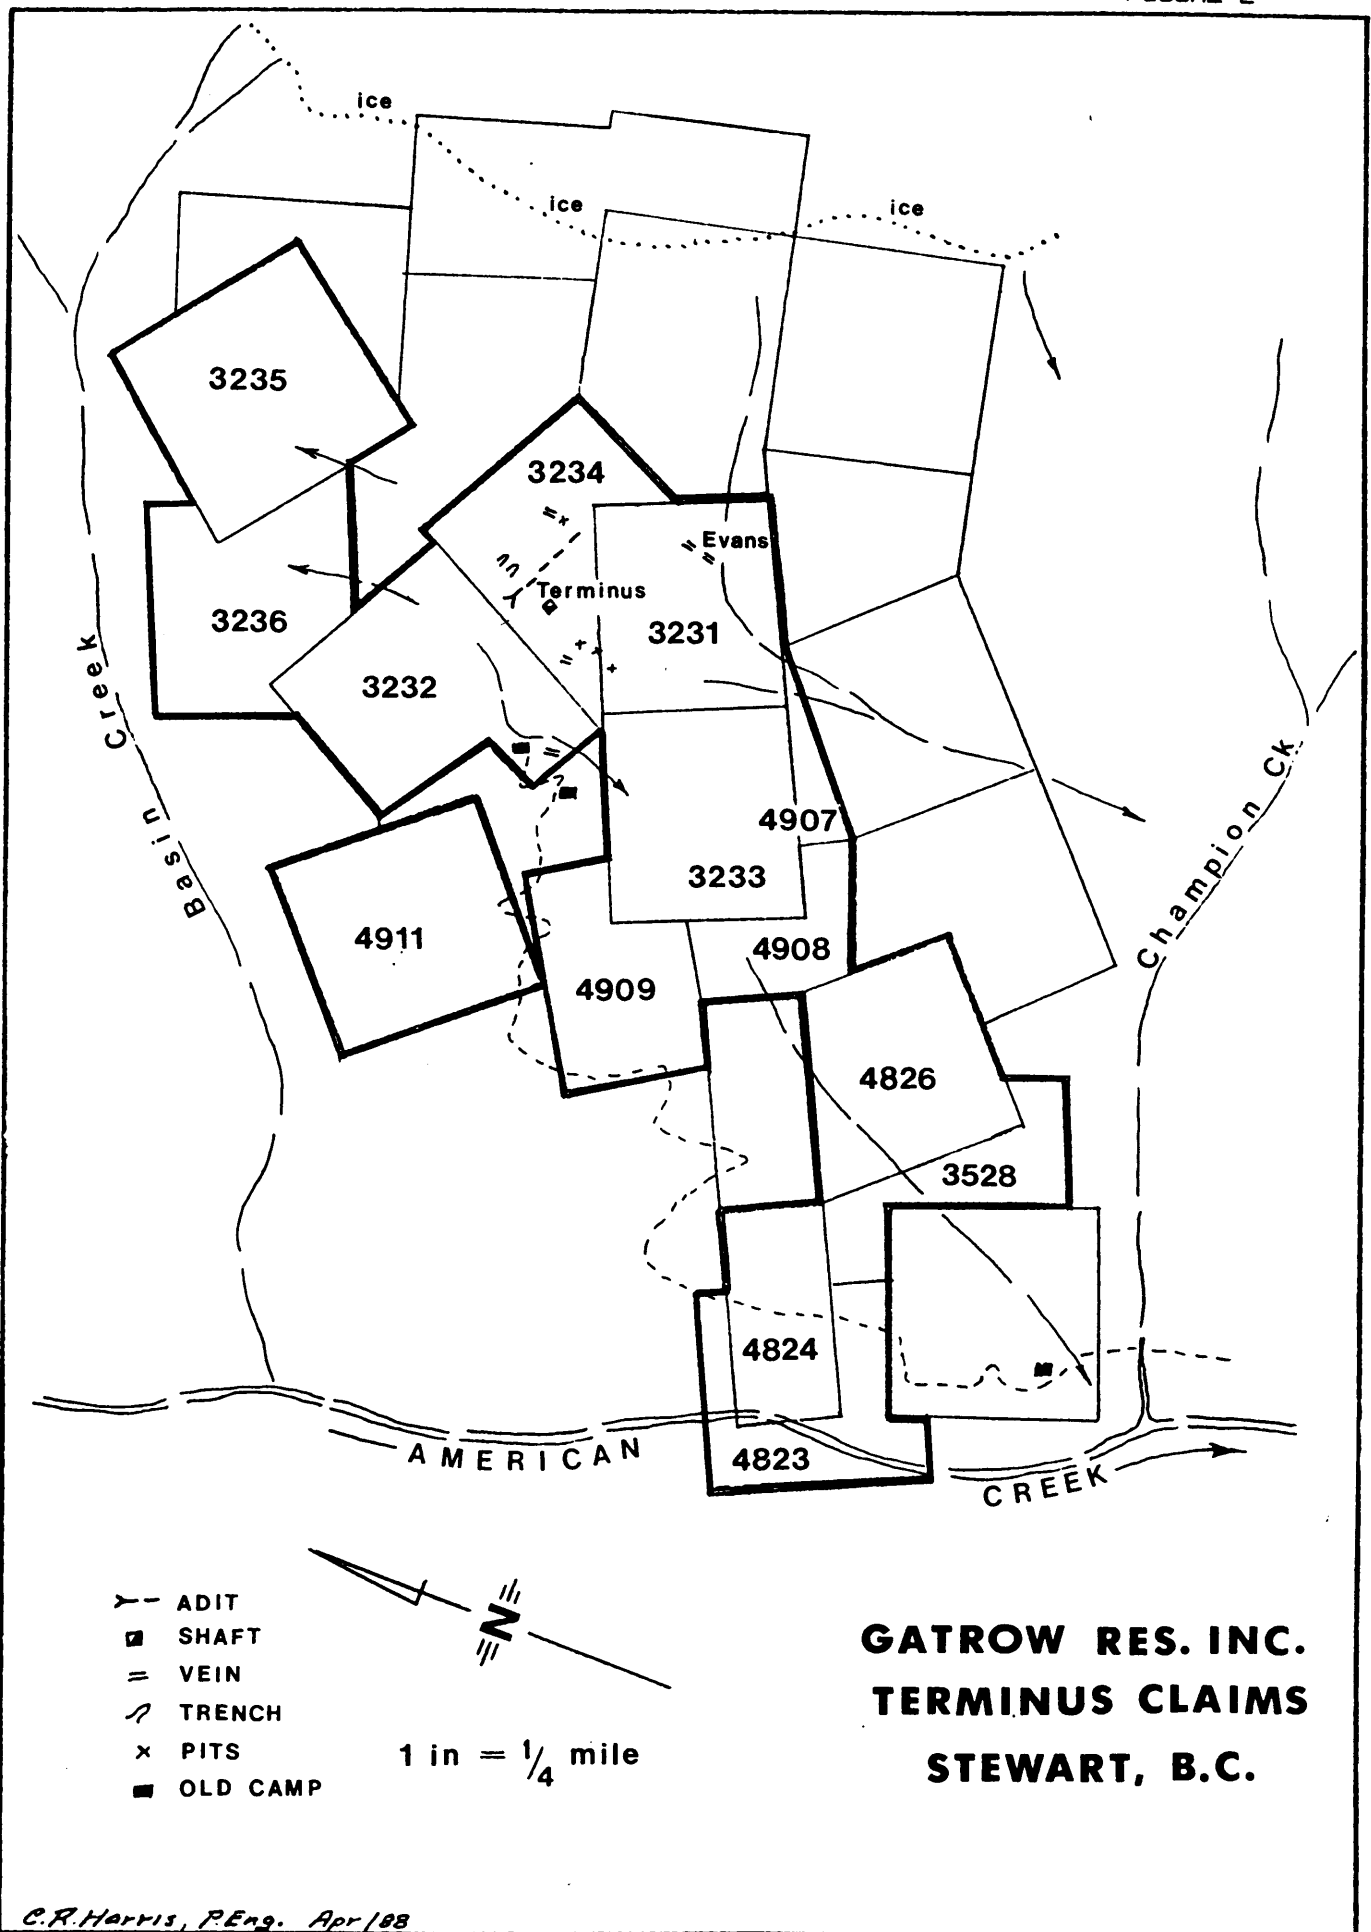 ice
ice
ice
3235
3234
Evans
Terminus
3236
3231
3232
4907
3233
4911
4908
4909
4826
3528
4824
4823
Basin Creek
Champion Ck
AMERICAN CREEK
N
ADIT
SHAFT
VEIN
TRENCH
PITS
OLD CAMP
1 in = 1/4 mile
GATROW RES. INC.
TERMINUS CLAIMS
STEWART, B.C.
C.R.Harris, P.Eng. Apr/88